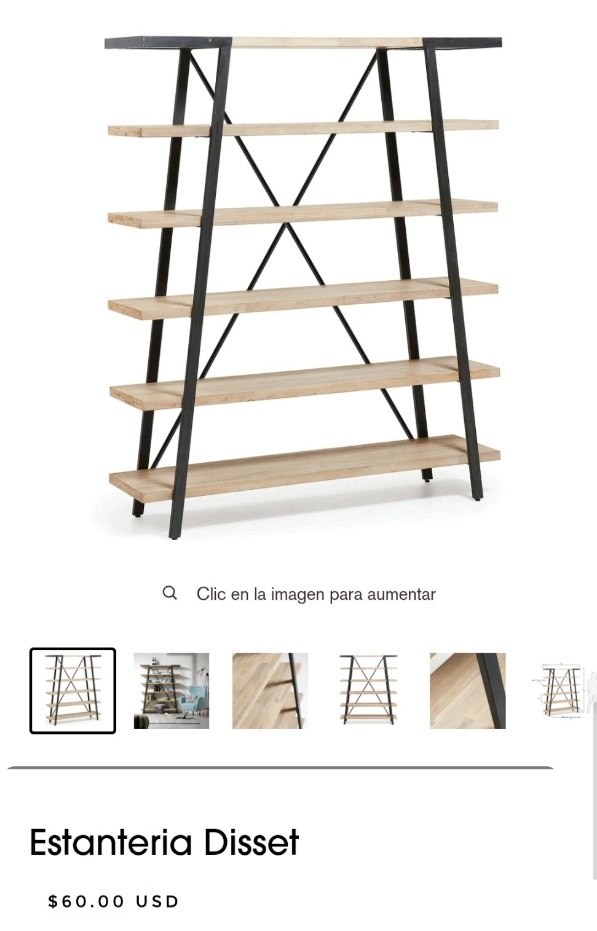 Clic en la imagen para aumentar
Estanteria Disset
$60.00 USD